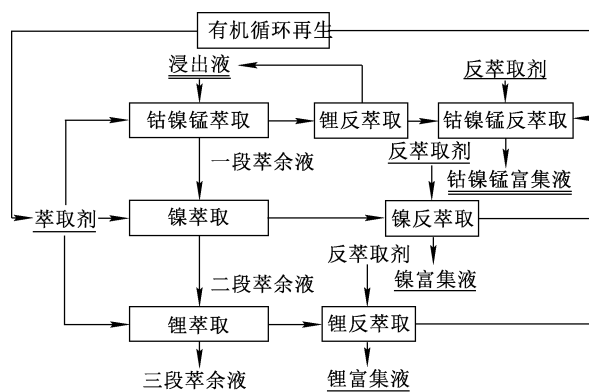 有机循环再生
浸出液
反萃取剂
钴镍锰萃取
锂反萃取
钴镍锰反萃取
一段萃余液
反萃取剂
钴镍锰富集液
萃取剂
镍萃取
镍反萃取
二段萃余液
反萃取剂
镍富集液
锂萃取
锂反萃取
三段萃余液
锂富集液